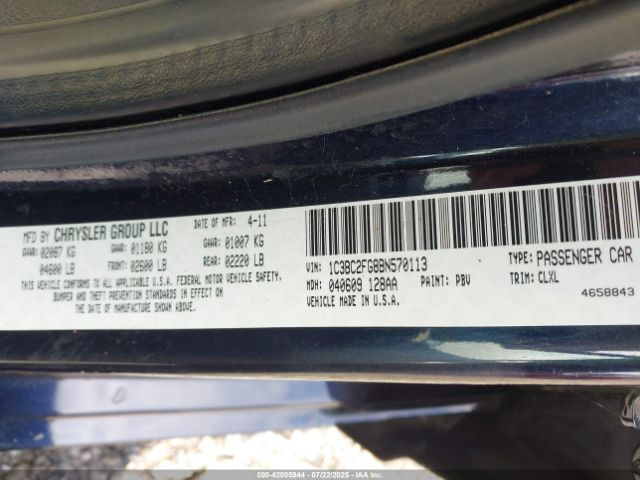 MFD BY CHRYSLER GROUP LLC DATE OF MFR: 4-11
GVWR: 02087 KG GAWR: 01180 KG GAWR: 01007 KG
04600 LB FRONT: 02600 LB REAR: 02220 LB
THIS VEHICLE CONFORMS TO ALL APPLICABLE U.S.A. FEDERAL MOTOR VEHICLE SAFETY,
BUMPER AND THEFT PREVENTION STANDARDS IN EFFECT ON
THE DATE OF MANUFACTURE SHOWN ABOVE.
VIN: 1C3BC2FG8BN570113 TYPE: PASSENGER CAR
MDH: 040609 128AA PAINT: PBV TRIM: CLXL
VEHICLE MADE IN U.S.A. 4658843
000-42805944 - 07/22/2025 - IAAI.COM